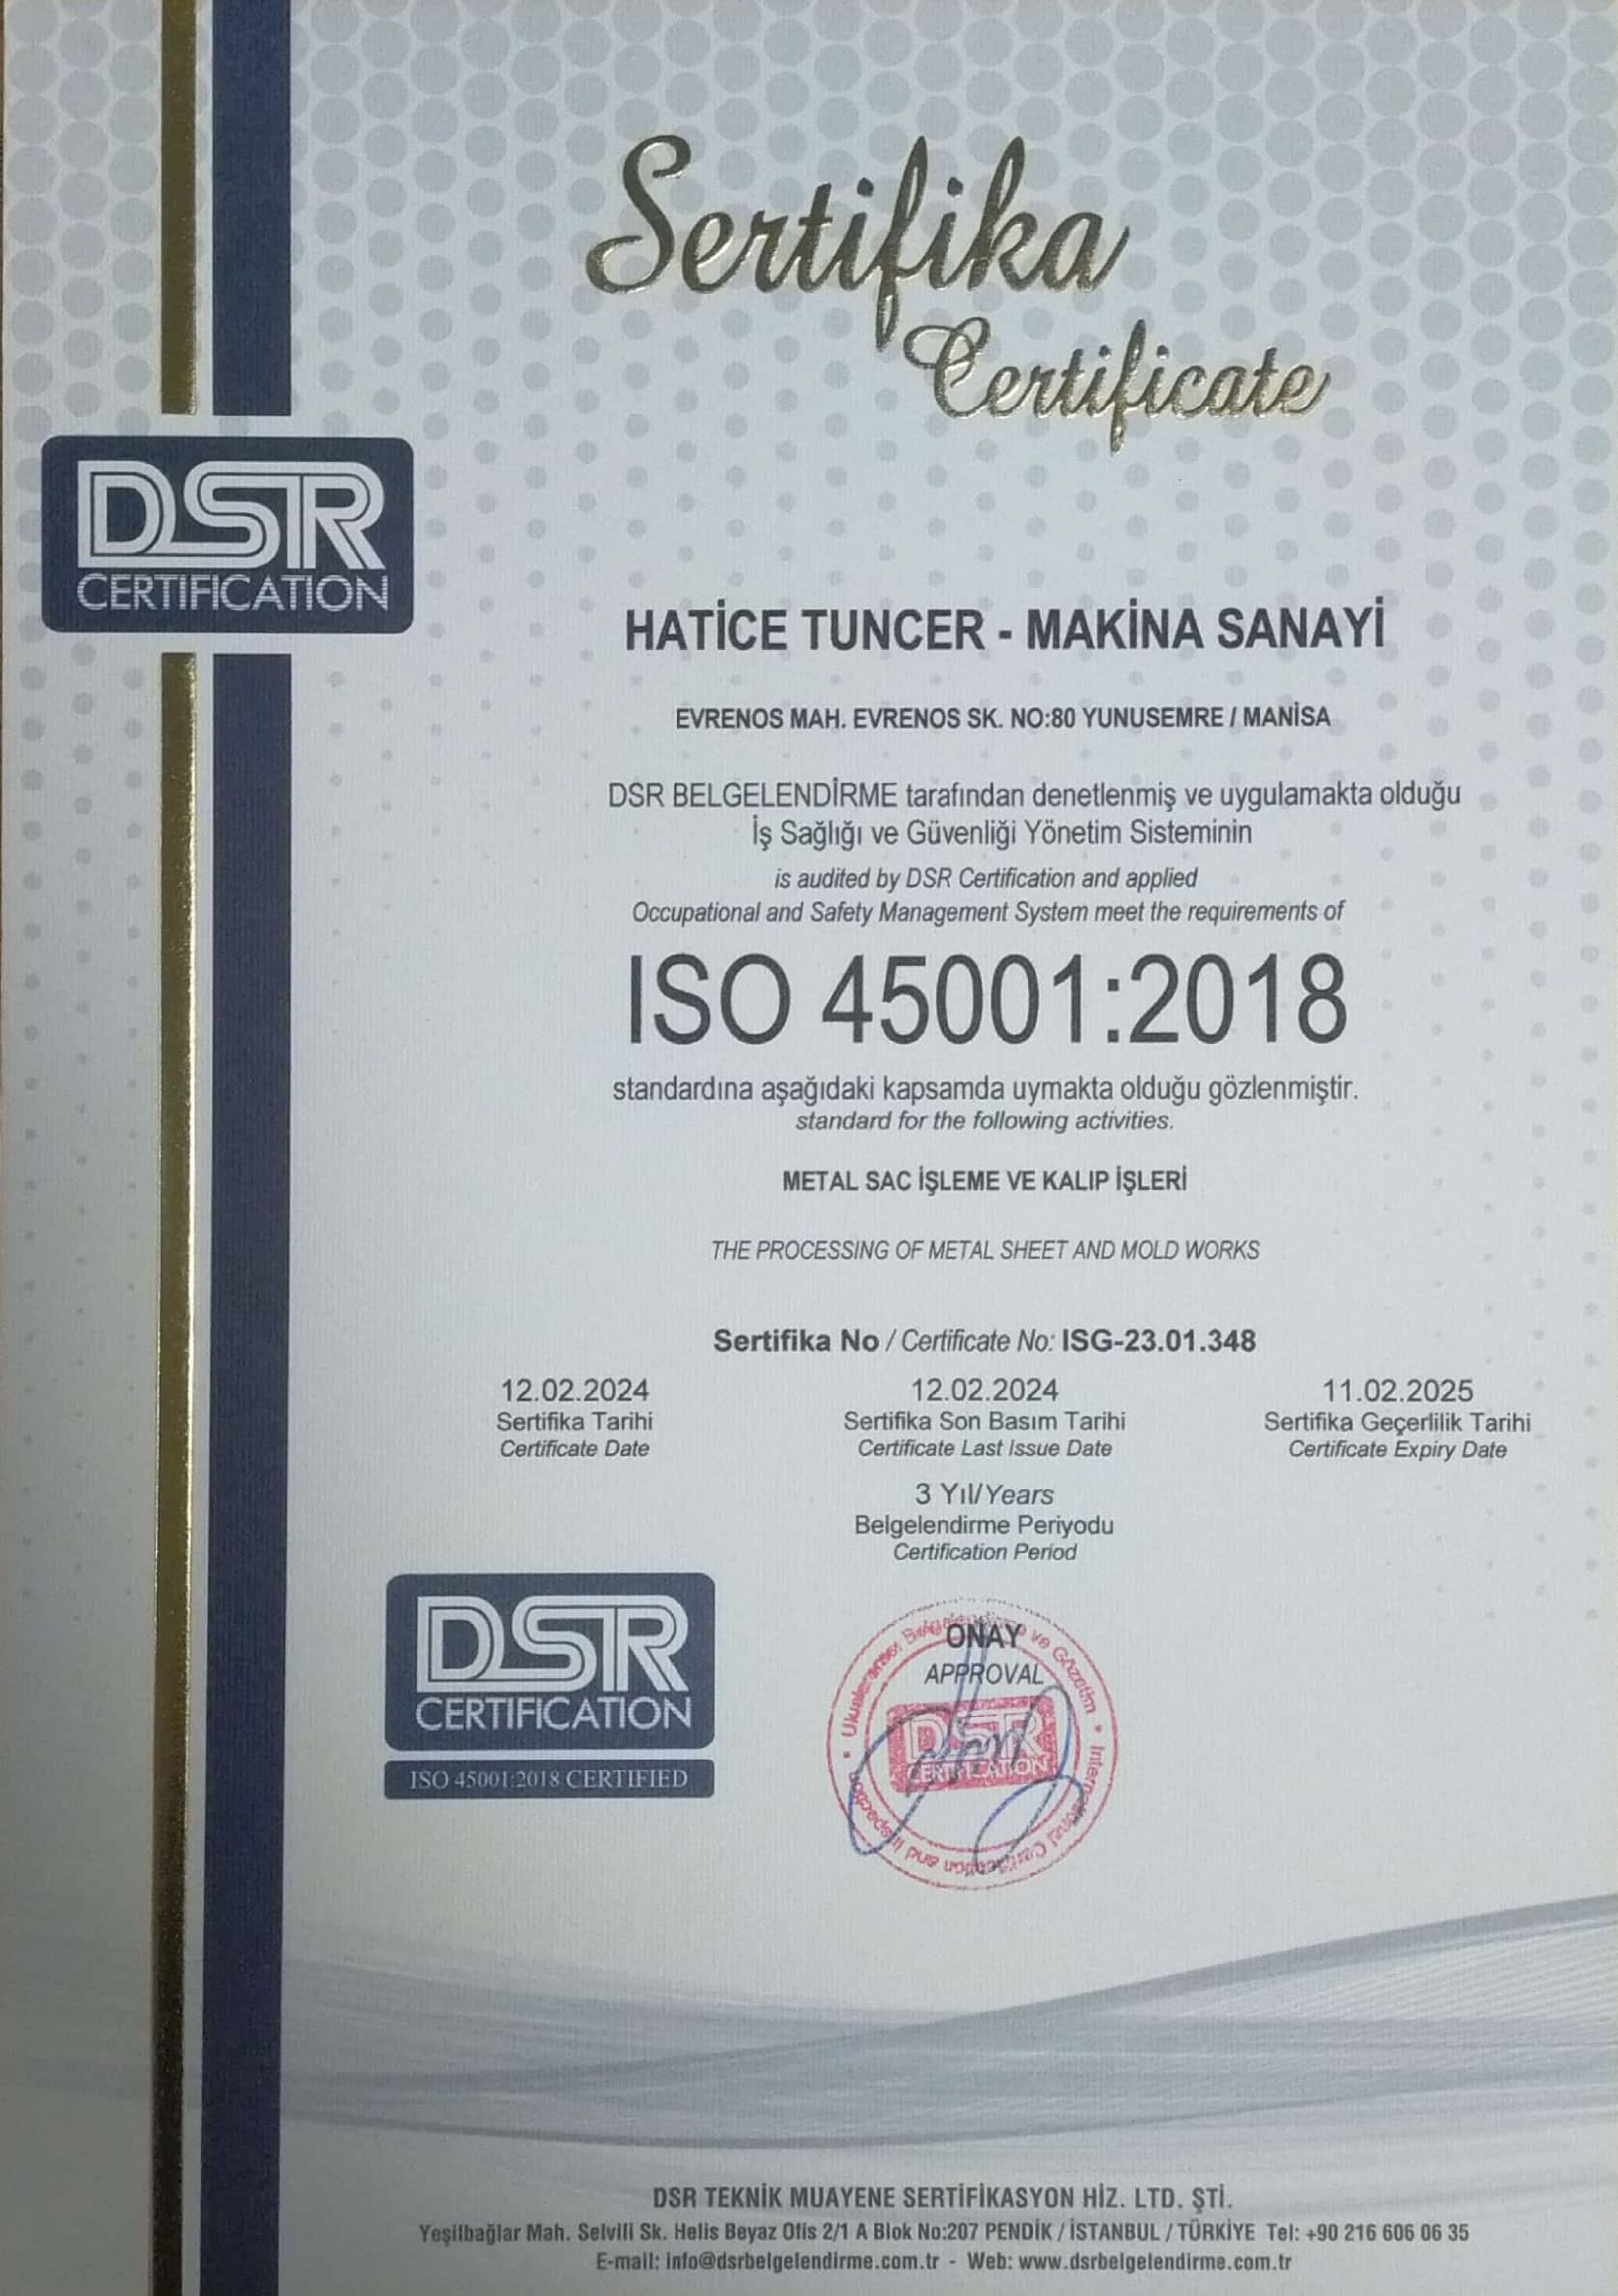 Sertifika
Certificate
DSR
CERTIFICATION
HATİCE TUNCER - MAKİNA SANAYİ
EVRENOS MAH. EVRENOS SK. NO:80 YUNUSEMRE / MANİSA
DSR BELGELENDİRME tarafından denetlenmiş ve uygulamakta olduğu
İş Sağlığı ve Güvenliği Yönetim Sisteminin
is audited by DSR Certification and applied
Occupational and Safety Management System meet the requirements of
ISO 45001:2018
standardına aşağıdaki kapsamda uymakta olduğu gözlenmiştir.
standard for the following activities.
METAL SAC İŞLEME VE KALIP İŞLERİ
THE PROCESSING OF METAL SHEET AND MOLD WORKS
Sertifika No / Certificate No: ISG-23.01.348
12.02.2024
Sertifika Tarihi
Certificate Date
12.02.2024
Sertifika Son Basım Tarihi
Certificate Last Issue Date
11.02.2025
Sertifika Geçerlilik Tarihi
Certificate Expiry Date
3 Yıl/Years
Belgelendirme Periyodu
Certification Period
DSR
CERTIFICATION
ISO 45001:2018 CERTIFIED
ONAY
APPROVAL
Uluslararası Belgelendirme ve Gözetim • International Certification and Inspection •
DSR
CERTIFICATION
DSR TEKNİK MUAYENE SERTİFİKASYON HİZ. LTD. ŞTİ.
Yeşilbağlar Mah. Selvili Sk. Helis Beyaz Ofis 2/1 A Blok No:207 PENDİK / İSTANBUL / TÜRKİYE Tel: +90 216 606 06 35
E-mail: info@dsrbelgelendirme.com.tr - Web: www.dsrbelgelendirme.com.tr